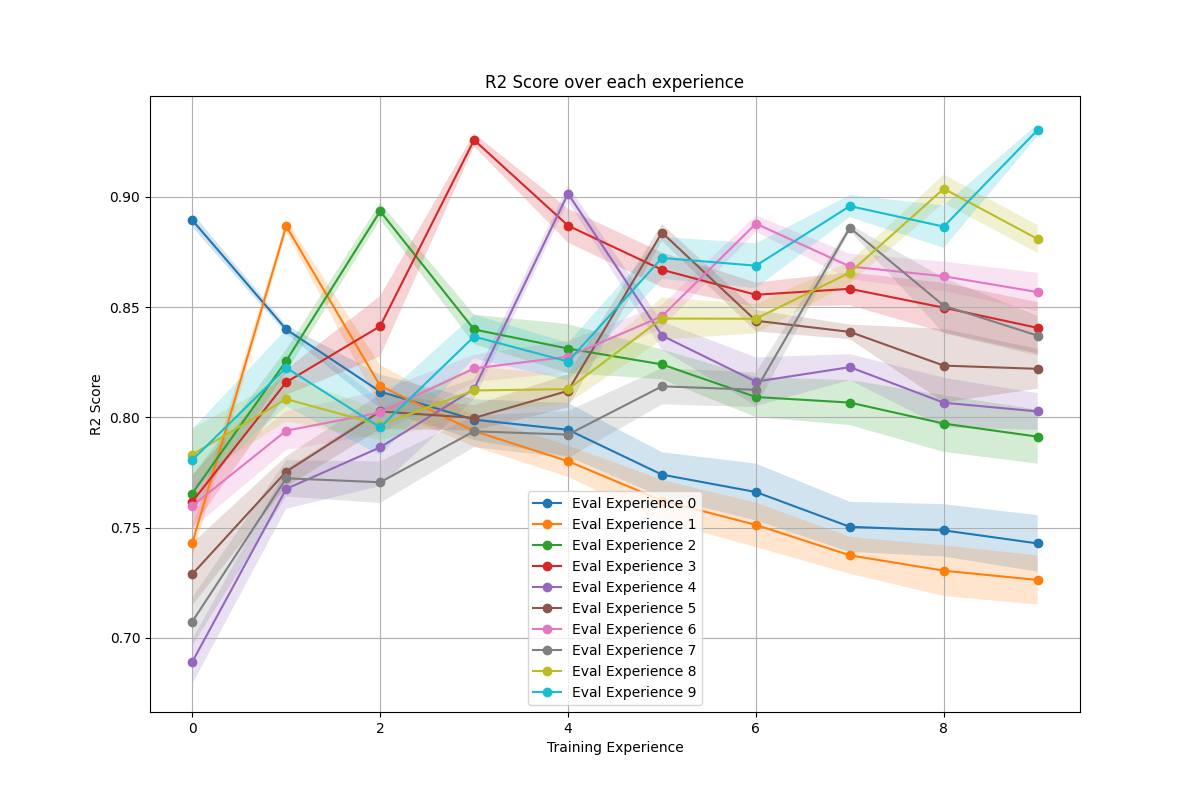 R2 Score over each experience
R2 Score
0.90
0.85
0.80
0.75
0.70
Eval Experience 0
Eval Experience 1
Eval Experience 2
Eval Experience 3
Eval Experience 4
Eval Experience 5
Eval Experience 6
Eval Experience 7
Eval Experience 8
Eval Experience 9
0 2 4 6 8
Training Experience